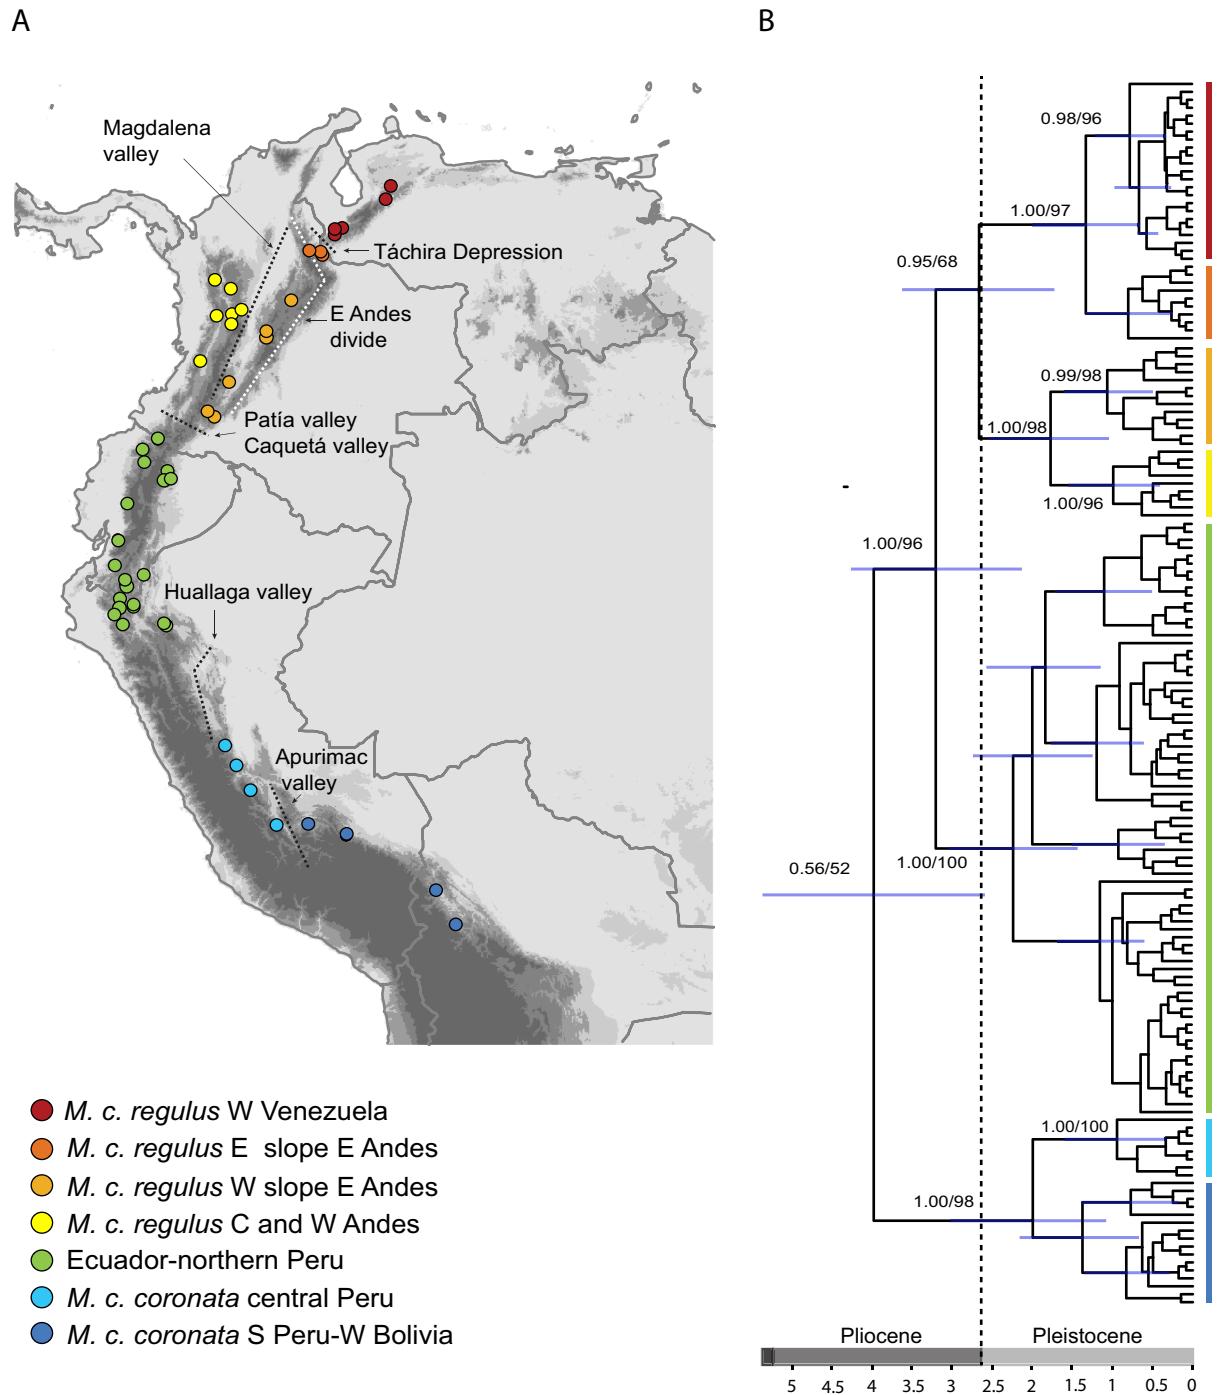 A
B
Magdalena
valley
Táchira Depression
E Andes
divide
Patía valley
Caquetá valley
Huallaga valley
Apurimac
valley
M. c. regulus W Venezuela
M. c. regulus E slope E Andes
M. c. regulus W slope E Andes
M. c. regulus C and W Andes
Ecuador-northern Peru
M. c. coronata central Peru
M. c. coronata S Peru-W Bolivia
0.98/96
1.00/97
0.95/68
0.99/98
1.00/98
1.00/96
1.00/96
0.56/52
1.00/100
1.00/100
1.00/98
Pliocene Pleistocene
5 4.5 4 3.5 3 2.5 2 1.5 1 0.5 0